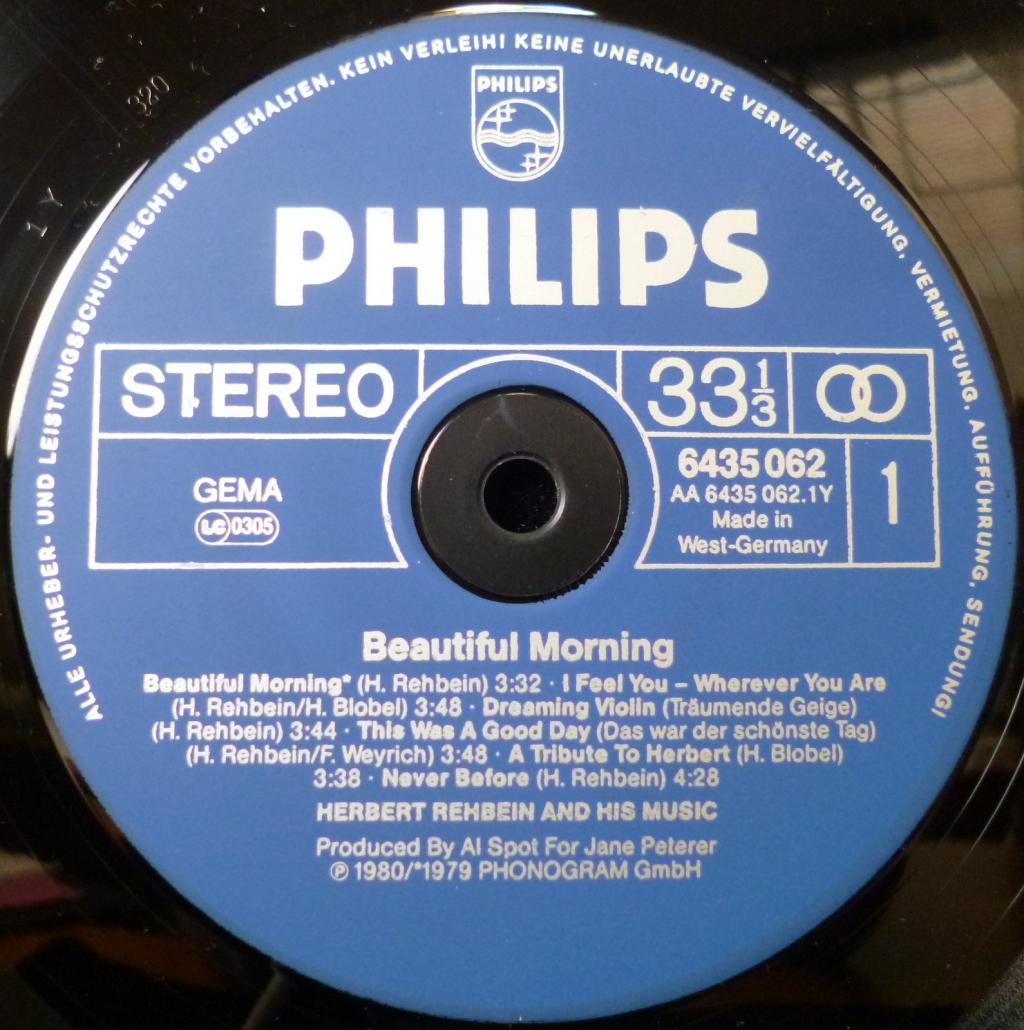 ALLE URHEBER- UND LEISTUNGSSCHUTZRECHTE VORBEHALTEN. KEIN VERLEIH! KEINE UNERLAUBTE VERVIELFÄLTIGUNG, VERMIETUNG, AUFFÜHRUNG, SENDUNG!
320
1 Y
PHILIPS
PHILIPS
STEREO
33 1/3
GEMA
LC 0305
6435 062
AA 6435 062.1Y
Made in
West-Germany
1
Beautiful Morning
Beautiful Morning* (H. Rehbein) 3:32 · I Feel You – Wherever You Are
(H. Rehbein/H. Blobel) 3:48 · Dreaming Violin (Träumende Geige)
(H. Rehbein) 3:44 · This Was A Good Day (Das war der schönste Tag)
(H. Rehbein/F. Weyrich) 3:48 · A Tribute To Herbert (H. Blobel)
3:38 · Never Before (H. Rehbein) 4:28
HERBERT REHBEIN AND HIS MUSIC
Produced By Al Spot For Jane Peterer
℗ 1980/*1979 PHONOGRAM GmbH